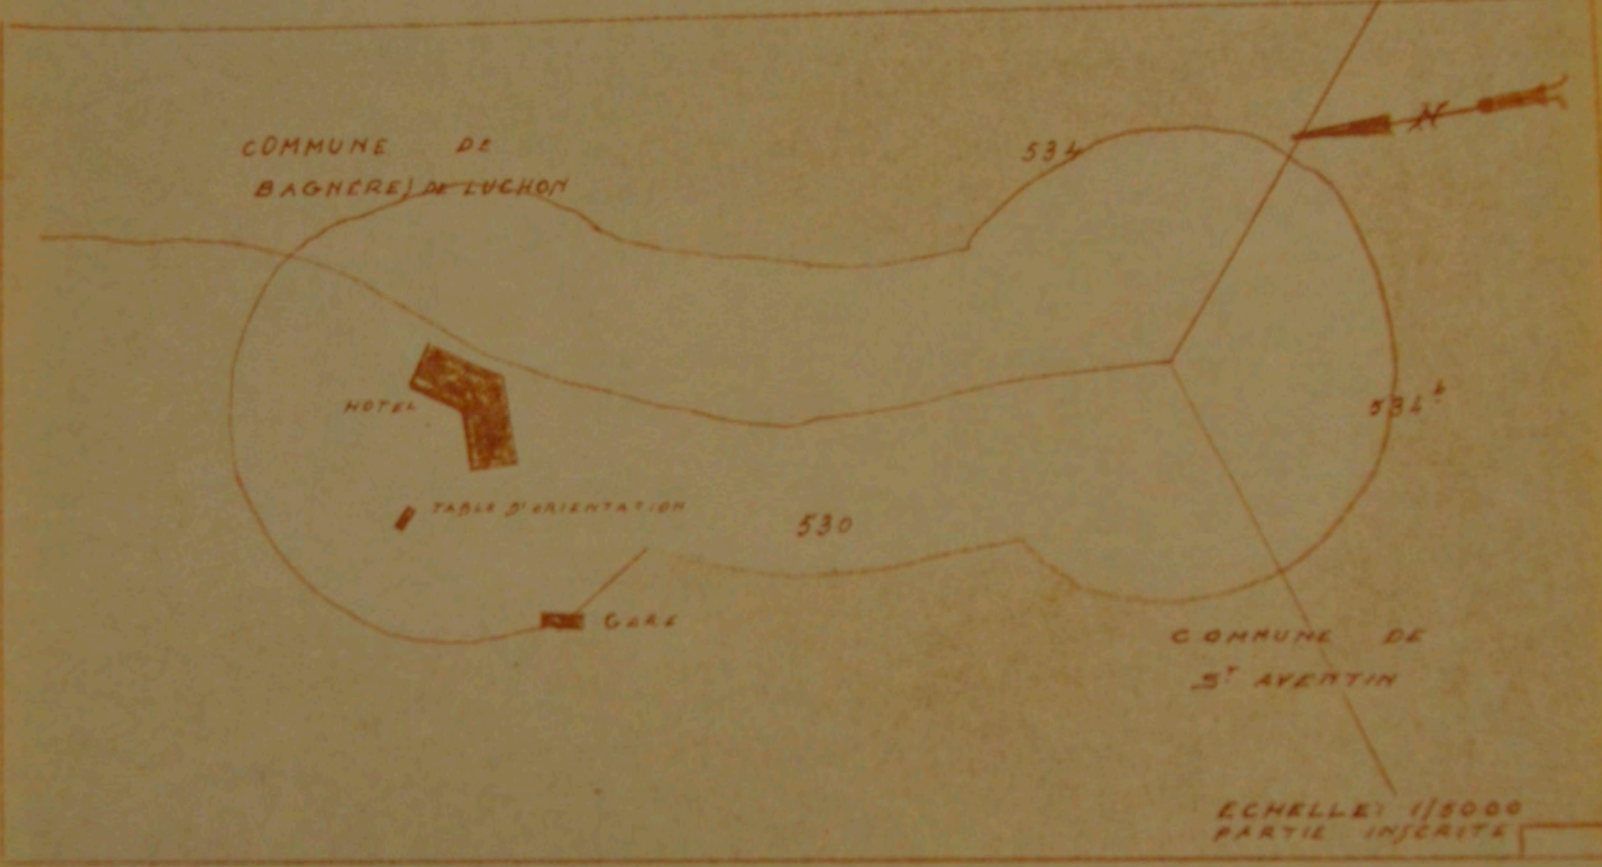 COMMUNE DE
BAGNÈRES DE LUCHON
534
N
HOTEL
534 b
TABLE D'ORIENTATION
530
GARE
COMMUNE DE
ST AVENTIN
ECHELLE: 1/5000
PARTIE INSCRITE